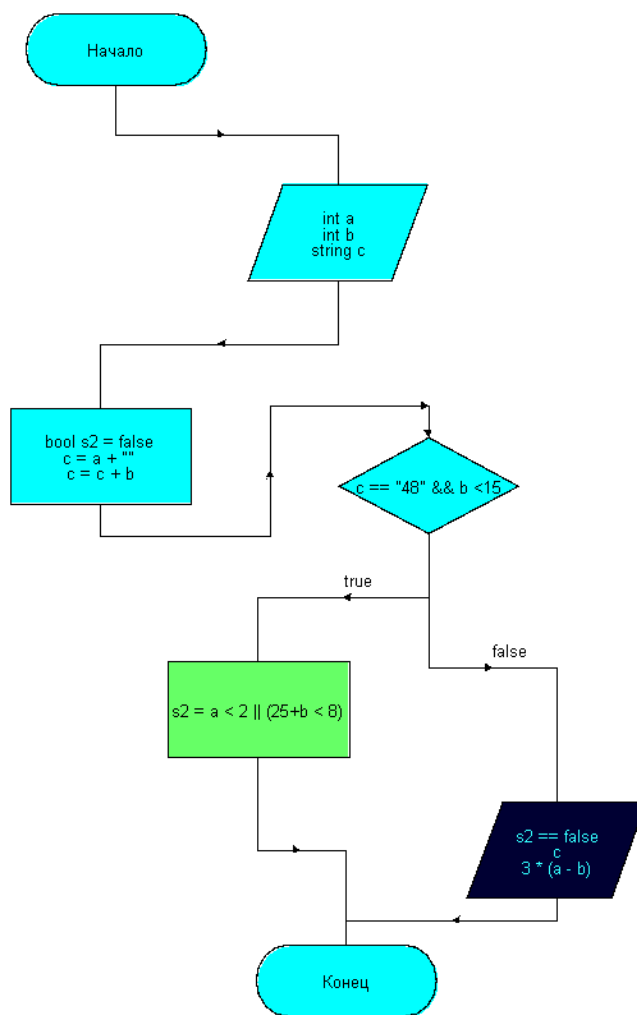 Начало
int a
int b
string c
bool s2 = false
c = a + ""
c = c + b
c == "48" && b <15
true
false
s2 = a < 2 || (25+b < 8)
s2 == false
c
3 * (a - b)
Конец